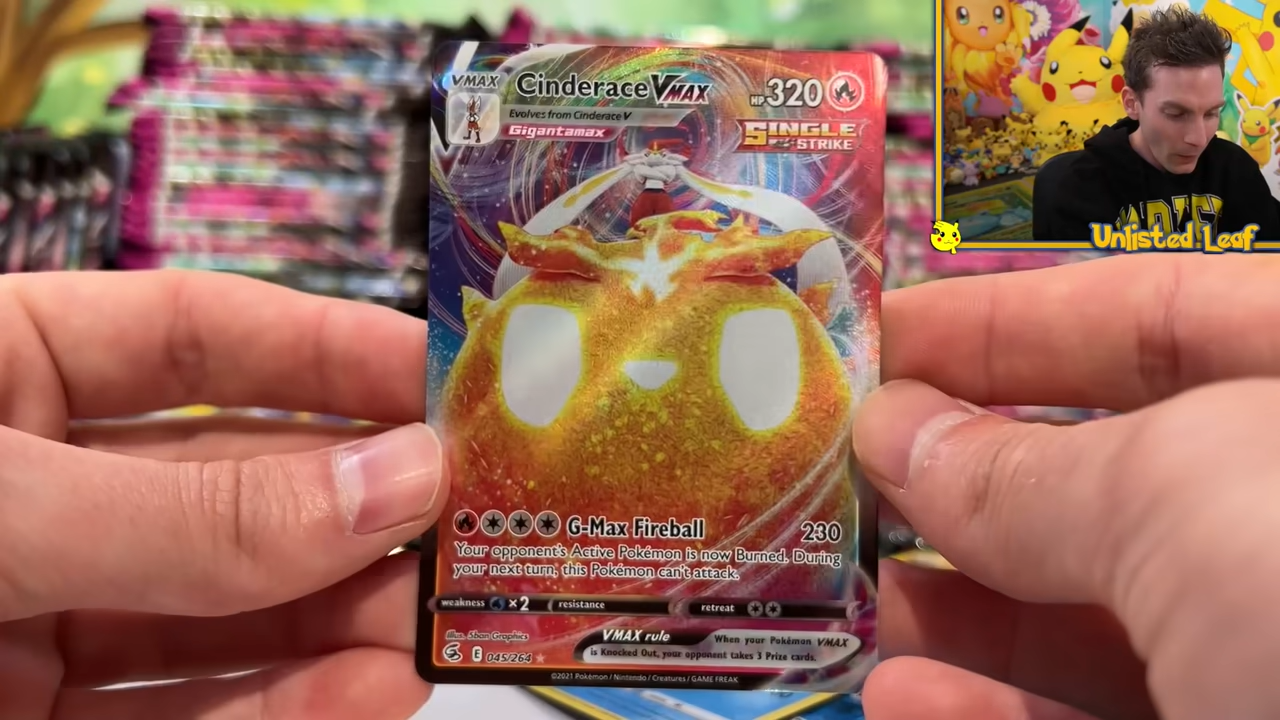 VMAX
Cinderace VMAX
HP 320
Evolves from Cinderace V
Gigantamax
SINGLE
STRIKE
Unlisted Leaf
G-Max Fireball 230
Your opponent's Active Pokémon is now Burned. During
your next turn, this Pokémon can't attack.
weakness ×2 resistance retreat
Illus. Shan Graphics
E 045/264
VMAX rule When your Pokémon VMAX
is Knocked Out, your opponent takes 3 Prize cards.
©2021 Pokémon / Nintendo / Creatures / GAME FREAK